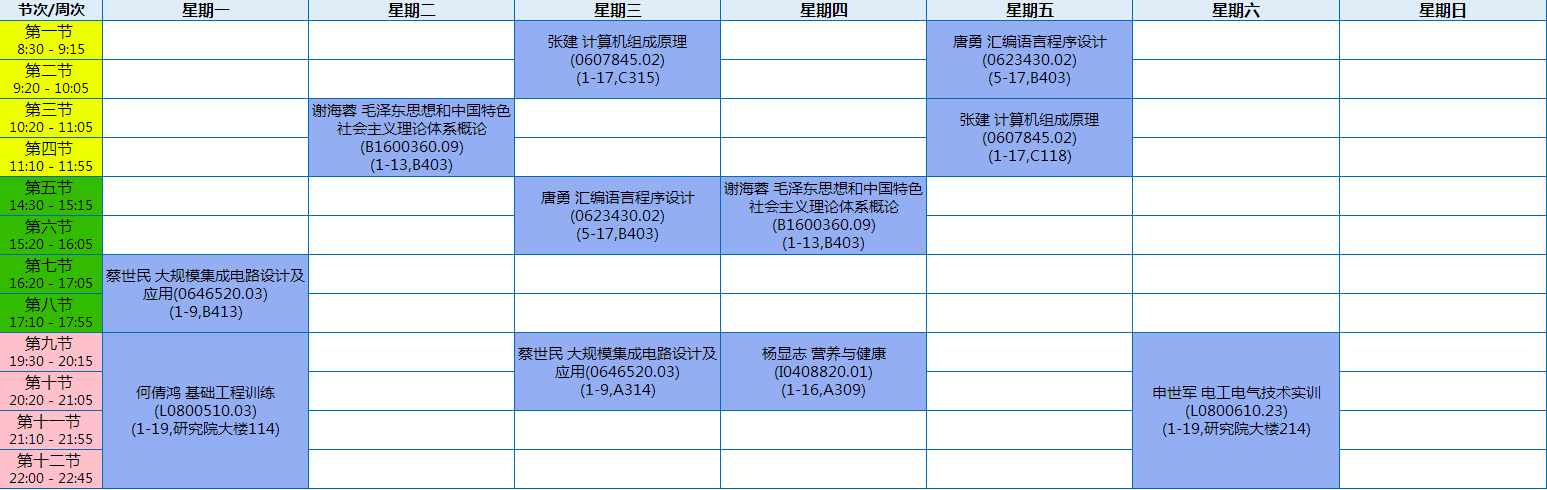 节次/周次 星期一 星期二 星期三 星期四 星期五 星期六 星期日
第一节
8:30 - 9:15
张建 计算机组成原理
(0607845.02)
(1-17,C315)
唐勇 汇编语言程序设计
(0623430.02)
(5-17,B403)
第二节
9:20 - 10:05
第三节
10:20 - 11:05
谢海蓉 毛泽东思想和中国特色
社会主义理论体系概论
(B1600360.09)
(1-13,B403)
张建 计算机组成原理
(0607845.02)
(1-17,C118)
第四节
11:10 - 11:55
第五节
14:30 - 15:15
唐勇 汇编语言程序设计
(0623430.02)
(5-17,B403)
谢海蓉 毛泽东思想和中国特色
社会主义理论体系概论
(B1600360.09)
(1-13,B403)
第六节
15:20 - 16:05
第七节
16:20 - 17:05
蔡世民 大规模集成电路设计及
应用(0646520.03)
(1-9,B413)
第八节
17:10 - 17:55
第九节
19:30 - 20:15
何倩鸿 基础工程训练
(L0800510.03)
(1-19,研究院大楼114)
蔡世民 大规模集成电路设计及
应用(0646520.03)
(1-9,A314)
杨显志 营养与健康
(I0408820.01)
(1-16,A309)
申世军 电工电气技术实训
(L0800610.23)
(1-19,研究院大楼214)
第十节
20:20 - 21:05
第十一节
21:10 - 21:55
第十二节
22:00 - 22:45